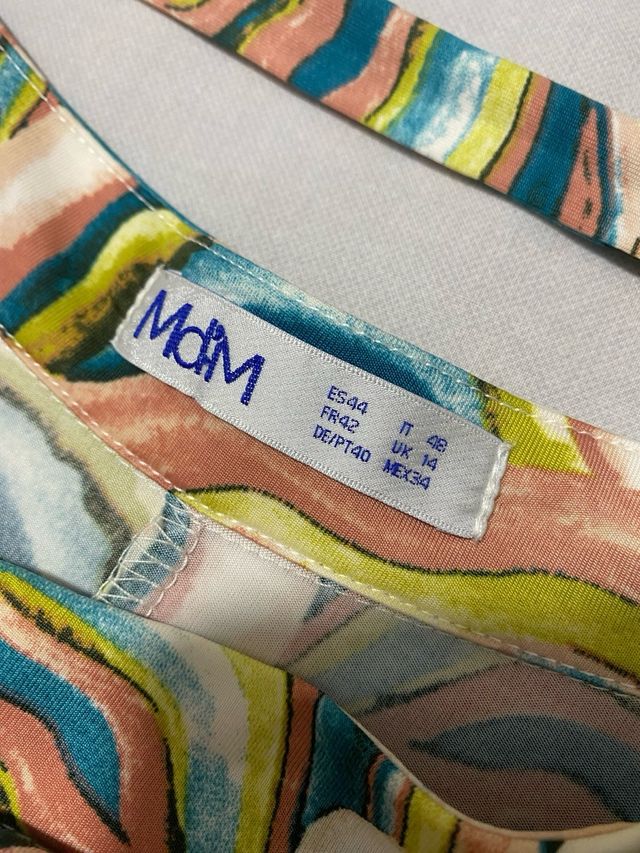 MdM
ES44 IT 48
FR42 UK 14
DE/PT40 MEX34